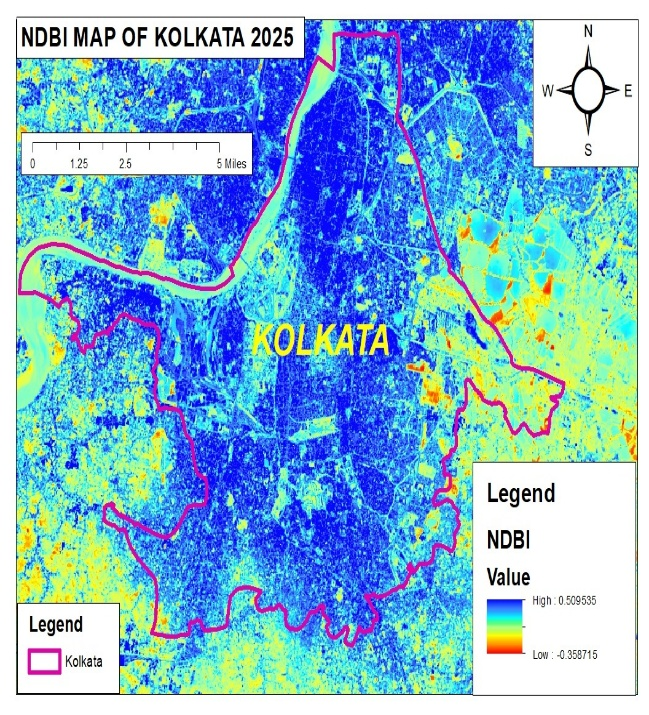 NDBI MAP OF KOLKATA 2025
N
W E
S
0 1.25 2.5 5 Miles
KOLKATA
Legend
NDBI
Value
High : 0.509535
Low : -0.358715
Legend
Kolkata